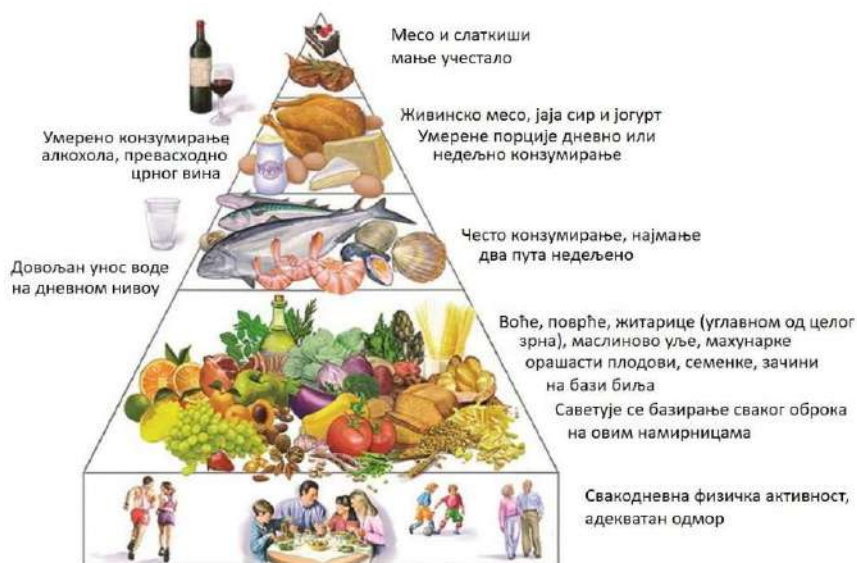 Месо и слаткиши
мање учестало
Живинско месо, јаја сир и јогурт
Умерене порције дневно или
недељно конзумирање
Умерено конзумирање
алкохола, превасходно
црног вина
Често конзумирање, најмање
два пута недељено
Довољан унос воде
на дневном нивоу
Воће, поврће, житарице (углавном од целог
зрна), маслиново уље, махунарке
орашасти плодови, семенке, зачини
на бази биља
Саветује се базирање сваког оброка
на овим намирницама
Свакодневна физичка активност,
адекватан одмор